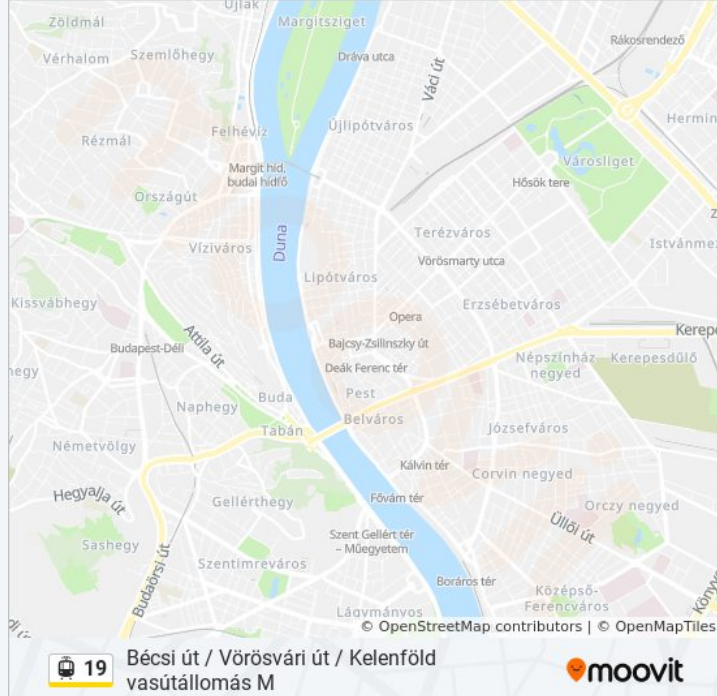 Újlak
Zöldmál
Margitsziget
Rákosrendező
Vérhalom
Szemlőhegy
Dráva utca
Váci út
Hermin
Felhévíz
Újlipótváros
Rézmál
Városliget
Margit híd,
budai hídfő
Hősök tere
Országút
Z
Terézváros
Duna
Istvánmez
Víziváros
Vörösmarty utca
Lipótváros
Kissvábhegy
Erzsébetváros
Opera
Attila út
Kerepe
Bajcsy-Zsilinszky út
Budapest-Déli
Népszínház
negyed
Kerepesdűlő
Deák Ferenc tér
hegy
Pest
Buda
Naphegy
Belváros
Tabán
Józsefváros
Németvölgy
Kálvin tér
Corvin negyed
Hegyalja út
Gellérthegy
Fővám tér
Orczy negyed
Üllői út
Sashegy
Szent Gellért tér
– Műegyetem
Szentimreváros
Budaörsi út
Boráros tér
Középső-
Ferencváros
Könyve
Lágymányos
di út
© OpenStreetMap contributors | © OpenMapTiles
19
Bécsi út / Vörösvári út / Kelenföld
vasútállomás M
moovit